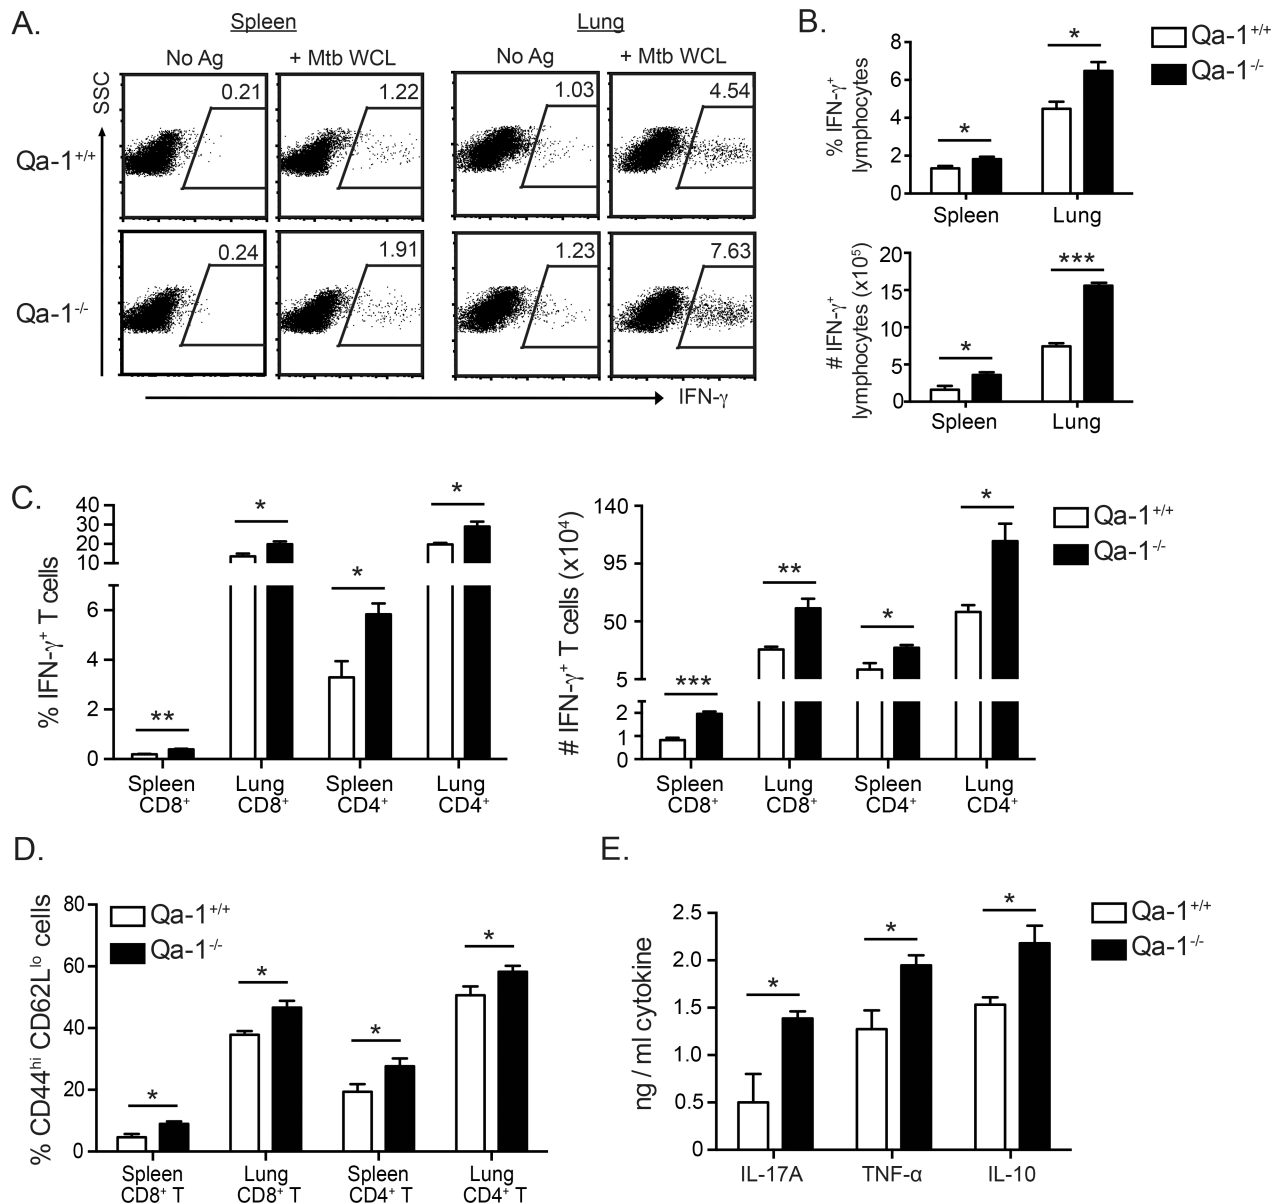 A.
Spleen
Lung
No Ag
+ Mtb WCL
No Ag
+ Mtb WCL
SSC
Qa-1+/+
0.21
1.22
1.03
4.54
Qa-1-/-
0.24
1.91
1.23
7.63
IFN-γ
B.
Qa-1+/+
Qa-1-/-
% IFN-γ+
lymphocytes
8
6
4
2
0
*
*
Spleen
Lung
# IFN-γ+
lymphocytes (x10⁵)
20
15
10
5
0
*
***
Spleen
Lung
C.
% IFN-γ+ T cells
40
30
20
10
6
4
2
0
**
*
*
*
Spleen
CD8+
Lung
CD8+
Spleen
CD4+
Lung
CD4+
# IFN-γ+ T cells (x10⁴)
140
95
50
5
2
1
0
***
**
*
*
Spleen
CD8+
Lung
CD8+
Spleen
CD4+
Lung
CD4+
Qa-1+/+
Qa-1-/-
D.
% CD44hi CD62Llo cells
80
60
40
20
0
Qa-1+/+
Qa-1-/-
*
*
*
*
Spleen
CD8+ T
Lung
CD8+ T
Spleen
CD4+ T
Lung
CD4+ T
E.
ng / ml cytokine
2.5
2.0
1.5
1.0
0.5
0
*
*
*
IL-17A
TNF-α
IL-10
Qa-1+/+
Qa-1-/-